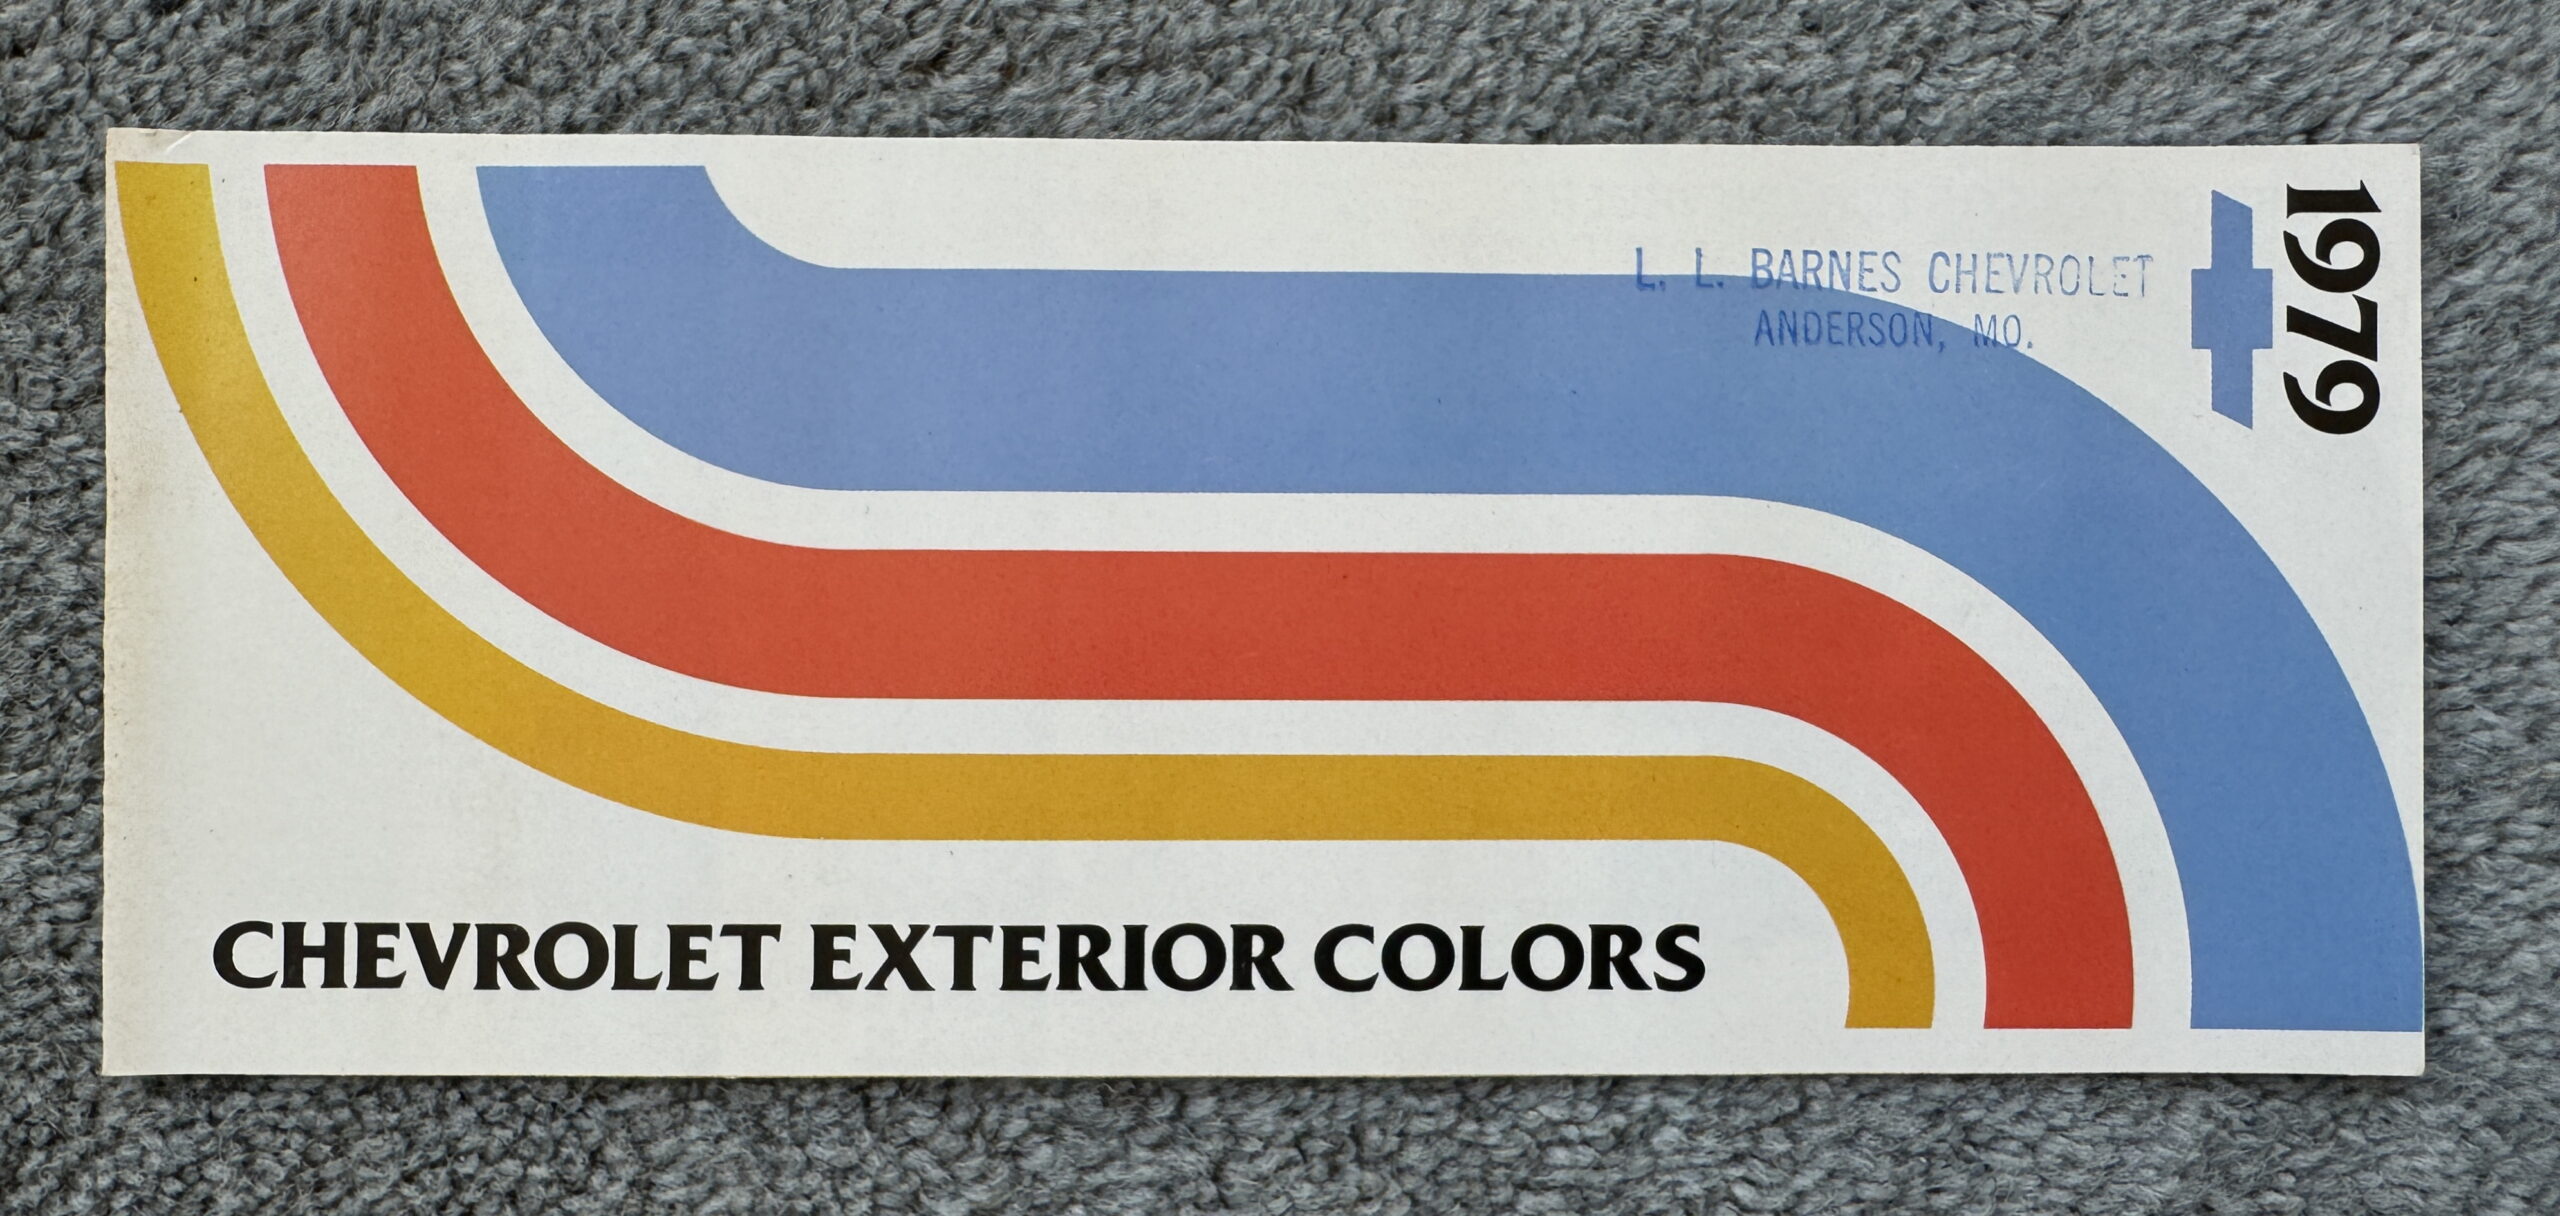 1979
L. L. BARNES CHEVROLET
ANDERSON, MO.
CHEVROLET EXTERIOR COLORS